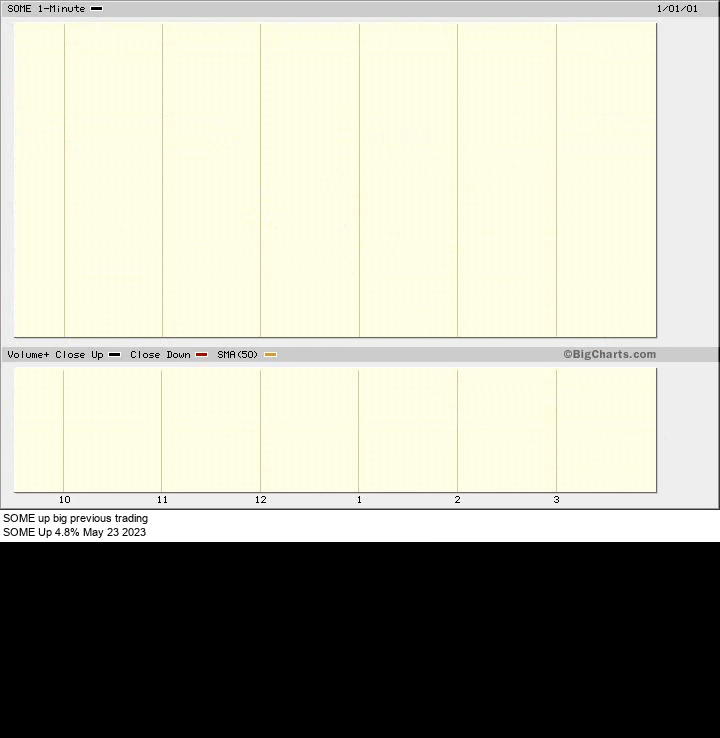 SOME 1-Minute 1/01/01
Volume+ Close Up Close Down SMA(50) ©BigCharts.com
10 11 12 1 2 3
SOME up big previous trading
SOME Up 4.8% May 23 2023